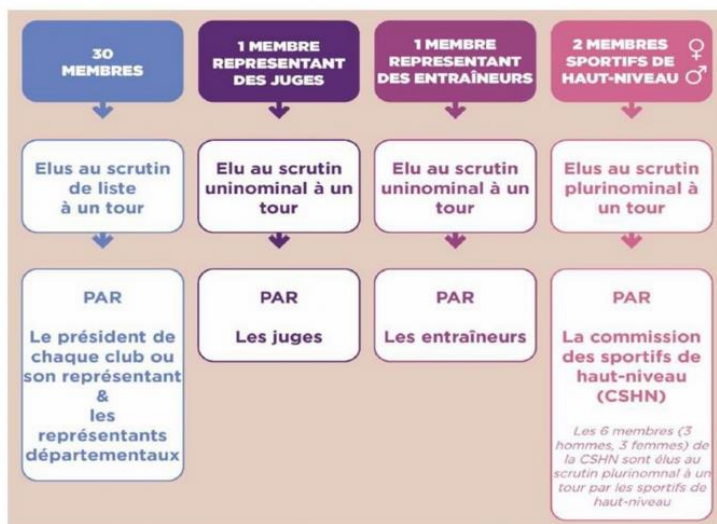 30
MEMBRES
Elus au scrutin
de liste
à un tour
PAR
Le président de
chaque club ou
son représentant
&
les
représentants
départementaux
1 MEMBRE
REPRESENTANT
DES JUGES
Elu au scrutin
uninominal à un
tour
PAR
Les juges
1 MEMBRE
REPRESENTANT
DES ENTRAÎNEURS
Elu au scrutin
uninominal à un
tour
PAR
Les entraîneurs
2 MEMBRES
SPORTIFS DE
HAUT-NIVEAU
Elus au scrutin
plurinominal à
un tour
PAR
La commission
des sportifs de
haut-niveau
(CSHN)
Les 6 membres (3
hommes, 3 femmes) de
la CSHN sont élus au
scrutin plurinomnal à un
tour par les sportifs de
haut-niveau